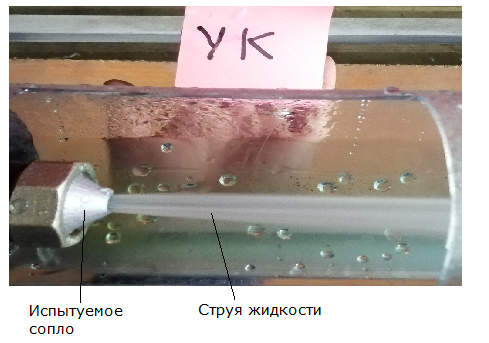 УК
Испытуемое
сопло
Струя жидкости